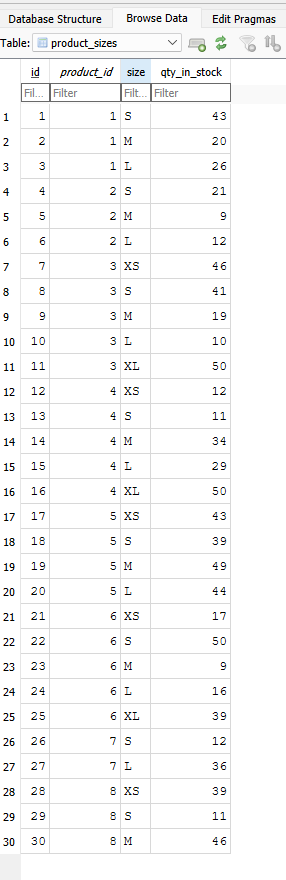 Database Structure Browse Data Edit Pragmas
Table: product_sizes
id product_id size qty_in_stock
Fil... Filter Filt... Filter
1 1 1 S 43
2 2 1 M 20
3 3 1 L 26
4 4 2 S 21
5 5 2 M 9
6 6 2 L 12
7 7 3 XS 46
8 8 3 S 41
9 9 3 M 19
10 10 3 L 10
11 11 3 XL 50
12 12 4 XS 12
13 13 4 S 11
14 14 4 M 34
15 15 4 L 29
16 16 4 XL 50
17 17 5 XS 43
18 18 5 S 39
19 19 5 M 49
20 20 5 L 44
21 21 6 XS 17
22 22 6 S 50
23 23 6 M 9
24 24 6 L 16
25 25 6 XL 39
26 26 7 S 12
27 27 7 L 36
28 28 8 XS 39
29 29 8 S 11
30 30 8 M 46